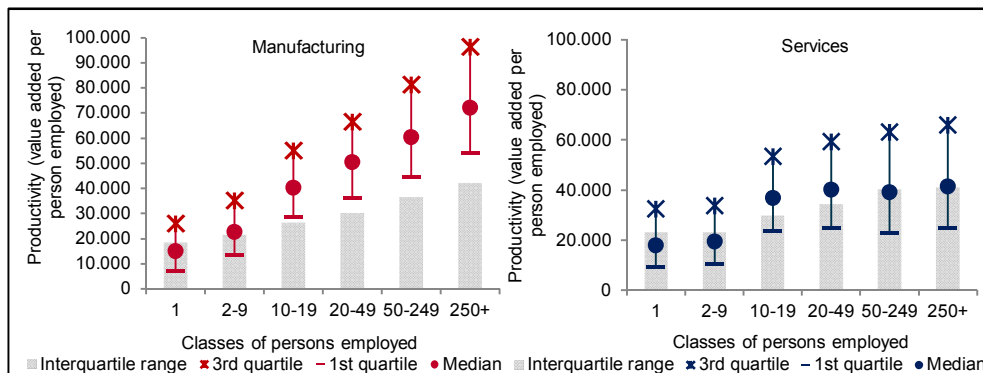 Manufacturing
Productivity (value added per
person employed)
100.000
90.000
80.000
70.000
60.000
50.000
40.000
30.000
20.000
10.000
0
1 2-9 10-19 20-49 50-249 250+
Classes of persons employed
Interquartile range 3rd quartile 1st quartile Median
Services
Productivity (value added per
person employed)
100.000
80.000
60.000
40.000
20.000
0
1 2-9 10-19 20-49 50-249 250+
Classes of persons employed
Interquartile range 3rd quartile 1st quartile Median